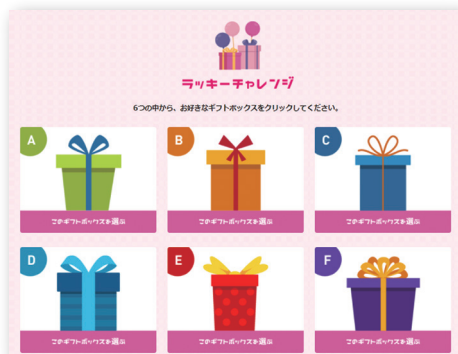 ラッキーチャレンジ
6つの中から、お好きなギフトボックスをクリックしてください。
A
B
C
このギフトボックスを選ぶ
このギフトボックスを選ぶ
このギフトボックスを選ぶ
D
E
F
このギフトボックスを選ぶ
このギフトボックスを選ぶ
このギフトボックスを選ぶ